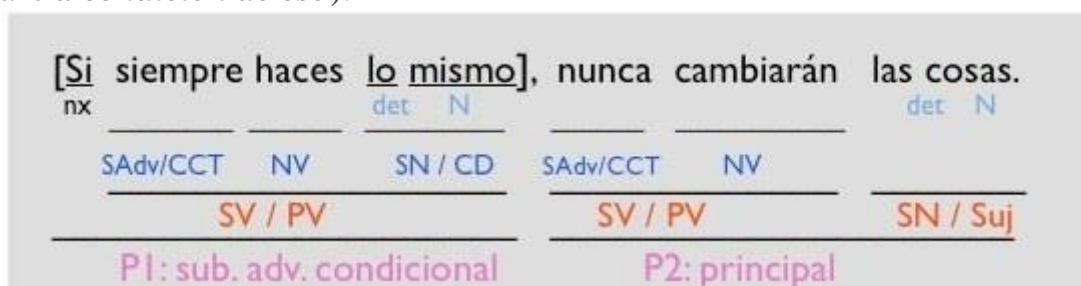 [Si siempre haces lo mismo], nunca cambiarán las cosas.
nx det N det N
SAdv/CCT NV SN / CD SAdv/CCT NV
SV / PV SV / PV SN / Suj
P1: sub. adv. condicional P2: principal